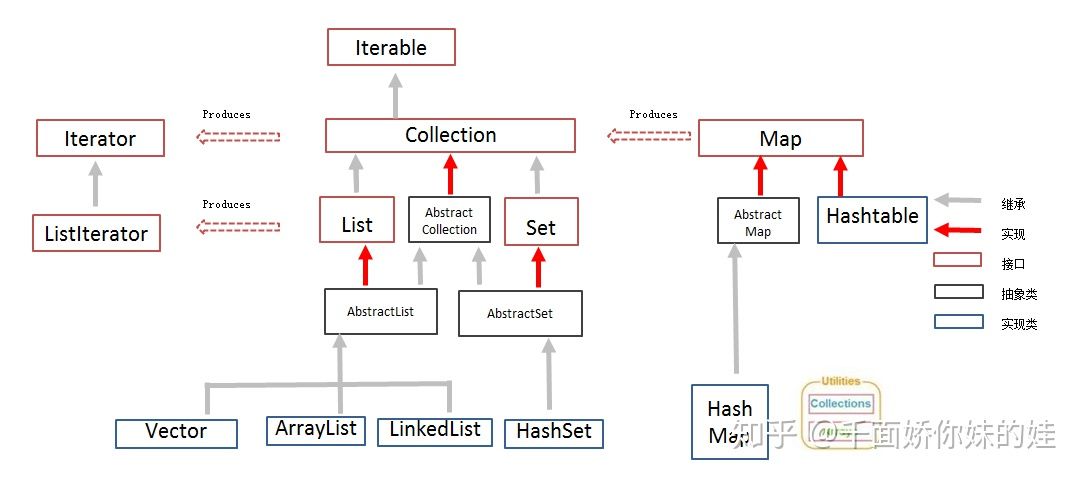 Iterable
Produces
Produces
Iterator
Collection
Map
Produces
ListIterator
List
Abstract
Collection
Set
Abstract
Map
Hashtable
继承
实现
接口
抽象类
实现类
AbstractList
AbstractSet
Vector
ArrayList
LinkedList
HashSet
Hash
Map
Utilities
Collections
知乎 @千面娇你妹的娃